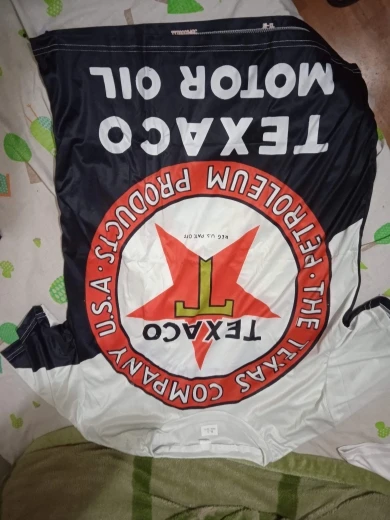 TEXACO
T
REG. U.S. PAT. OFF.
THE TEXAS COMPANY U.S.A · PETROLEUM PRODUCTS ·
TEXACO
MOTOR OIL